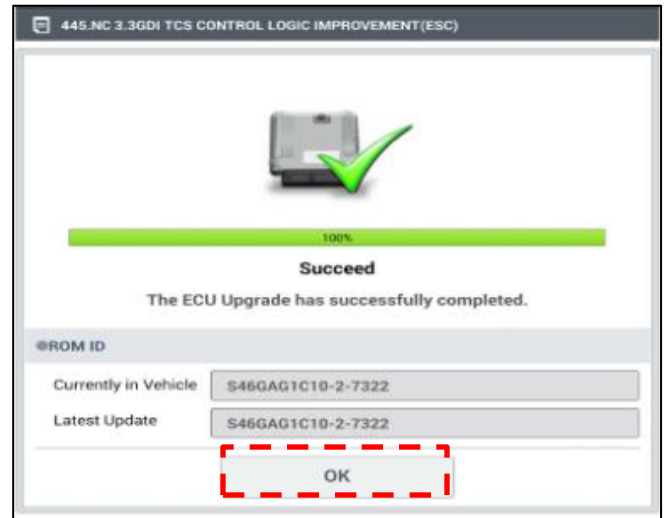 445.NC 3.3GDI TCS CONTROL LOGIC IMPROVEMENT(ESC)
100%
Succeed
The ECU Upgrade has successfully completed.
ROM ID
Currently in Vehicle S46GAG1C10-2-7322
Latest Update S46GAG1C10-2-7322
OK